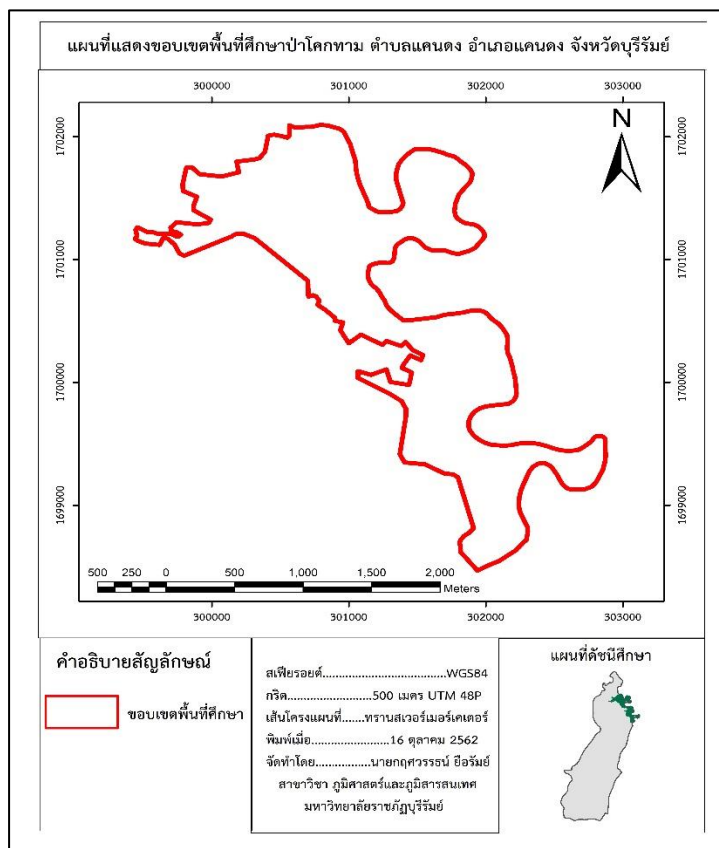 แผนที่แสดงขอบเขตพื้นที่ศึกษาป่าโคกทาม ตำบลแคนดง อำเภอแคนดง จังหวัดบุรีรัมย์
300000 301000 302000 303000
N
1702000 1702000
1701000 1701000
1700000 1700000
1699000 1699000
500 250 0 500 1,000 1,500 2,000
Meters
300000 301000 302000 303000
คำอธิบายสัญลักษณ์
ขอบเขตพื้นที่ศึกษา
สเฟียรอยด์......................................WGS84
กริด.........................500 เมตร UTM 48P
เส้นโครงแผนที่.......ทรานสเวอร์เมอร์เคเตอร์
พิมพ์เมื่อ........................16 ตุลาคม 2562
จัดทำโดย.................นายกฤศวรรธน์ ยือรัมย์
สาขาวิชา ภูมิศาสตร์และภูมิสารสนเทศ
มหาวิทยาลัยราชภัฏบุรีรัมย์
แผนที่ดัชนีศึกษา